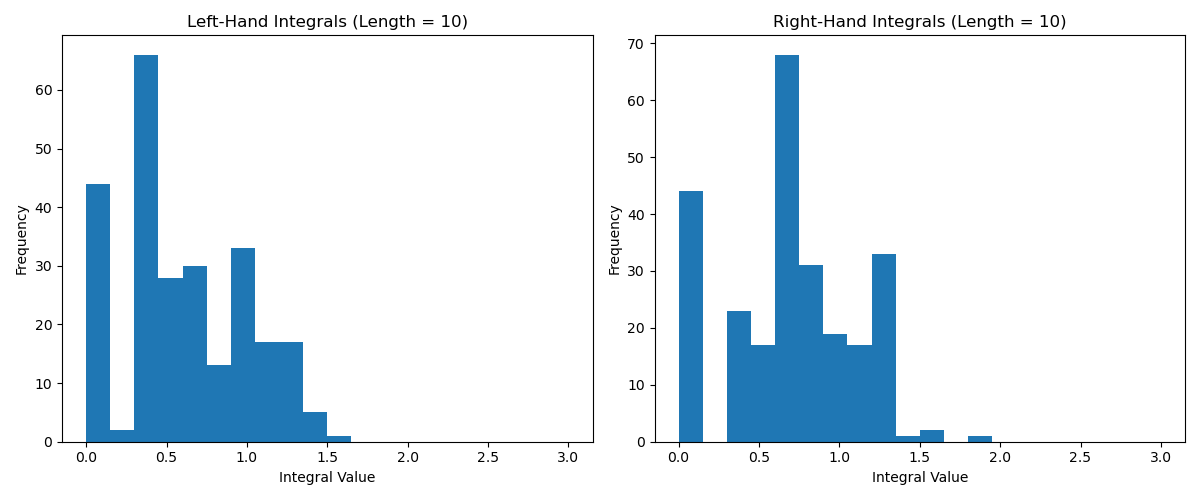 Left-Hand Integrals (Length = 10)
Frequency
60
50
40
30
20
10
0
0.0 0.5 1.0 1.5 2.0 2.5 3.0
Integral Value
Right-Hand Integrals (Length = 10)
Frequency
70
60
50
40
30
20
10
0
0.0 0.5 1.0 1.5 2.0 2.5 3.0
Integral Value